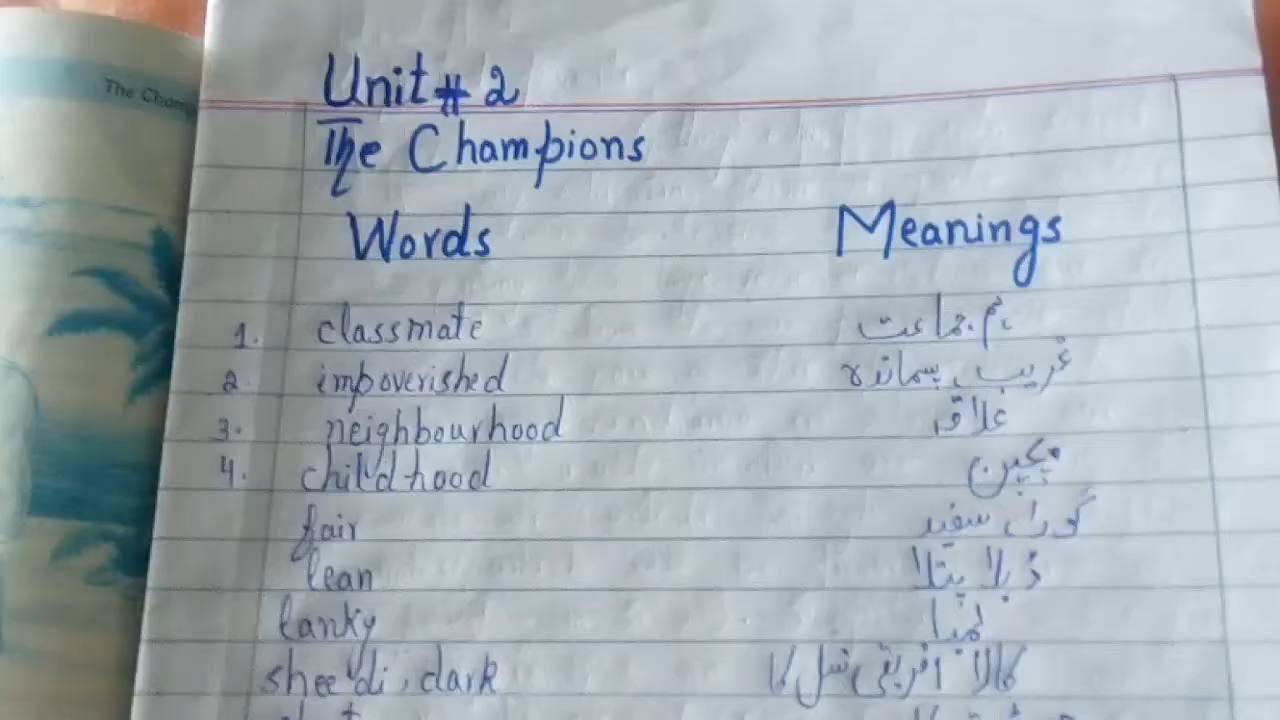 The Cham
Unit # 2
The Champions
Words Meanings
1. classmate ہم جماعت
2. impoverished غریب، پسماندہ
3. neighbourhood علاقہ
4. childhood بچپن
fair گورا، سفید
lean دُبلا پتلا
lanky لمبا
sheedi, dark کالا، افریقی نسل کا